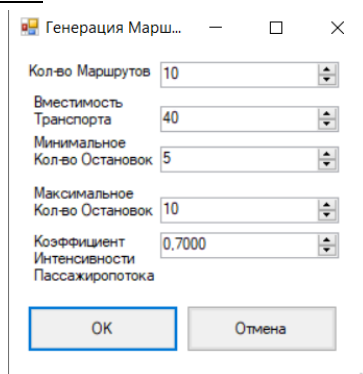 Генерация Марш...
Кол-во Маршрутов 10
Вместимость
Транспорта 40
Минимальное
Кол-во Остановок 5
Максимальное
Кол-во Остановок 10
Коэффициент 0,7000
Интенсивности
Пассажиропотока
OK Отмена